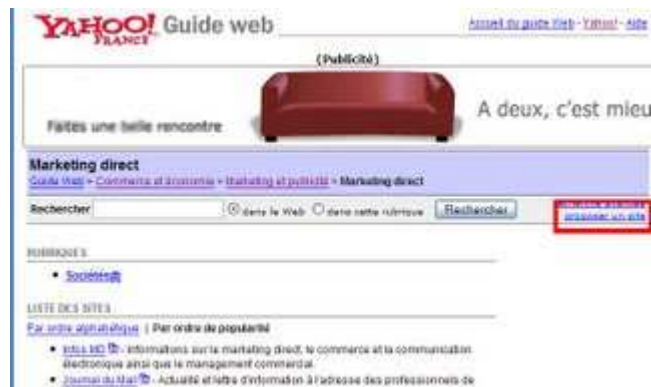 YAHOO! Guide web
FRANCE
Accueil du guide Web - Yahoo! - Aide
(Publicité)
Faites une belle rencontre
A deux, c'est mieu
Marketing direct
Guide Web > Commerce et économie > Marketing et publicité > Marketing direct
Rechercher dans le Web dans cette rubrique Rechercher
proposer un site
RUBRIQUES
Sociétés@
LISTE DES SITES
Par ordre alphabétique | Par ordre de popularité
Infos MD - informations sur le marketing direct, le commerce et la communication
électronique ainsi que le management commercial.
Journal du Mail - Actualité et lettre d'information à l'adresse des professionnels de